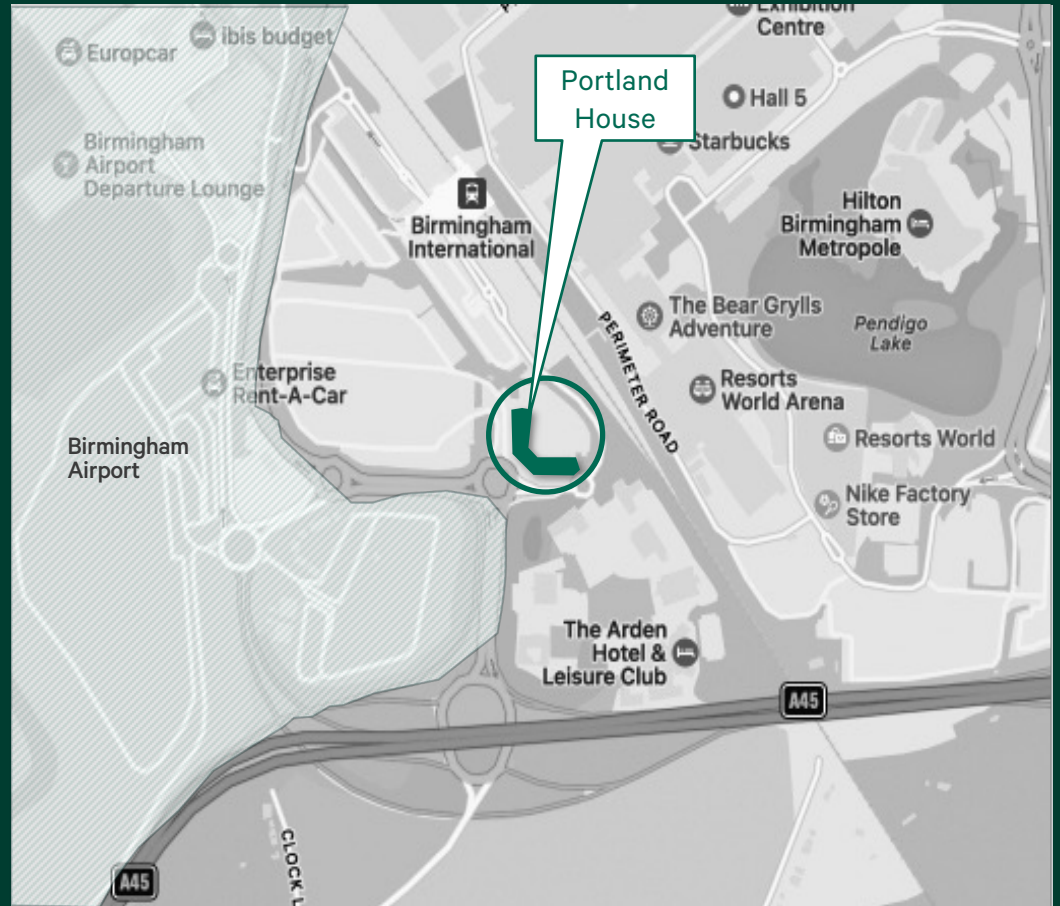 Exhibition
Centre
ibis budget
Europcar
Portland
House
Hall 5
Starbucks
Birmingham
Airport
Departure Lounge
Birmingham
International
Hilton
Birmingham
Metropole
The Bear Grylls
Adventure
Pendigo
Lake
PERIMETER ROAD
Enterprise
Rent-A-Car
Resorts
World Arena
Birmingham
Airport
Resorts World
Nike Factory
Store
The Arden
Hotel &
Leisure Club
A45
CLOCK L
A45